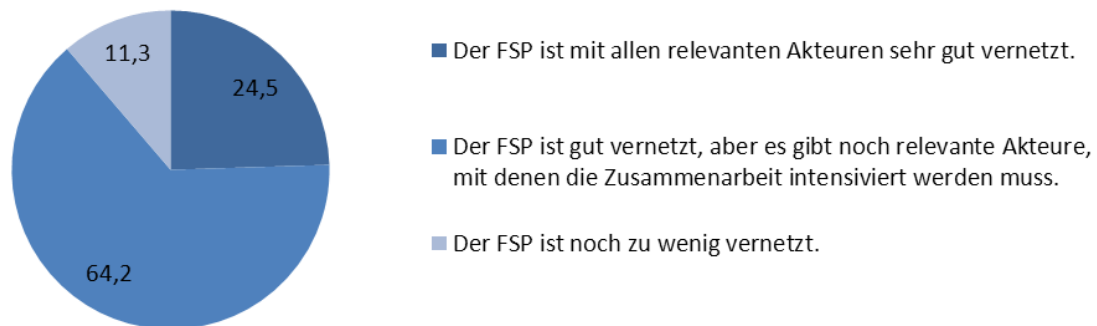 11,3
24,5
64,2
Der FSP ist mit allen relevanten Akteuren sehr gut vernetzt.
Der FSP ist gut vernetzt, aber es gibt noch relevante Akteure,
mit denen die Zusammenarbeit intensiviert werden muss.
Der FSP ist noch zu wenig vernetzt.